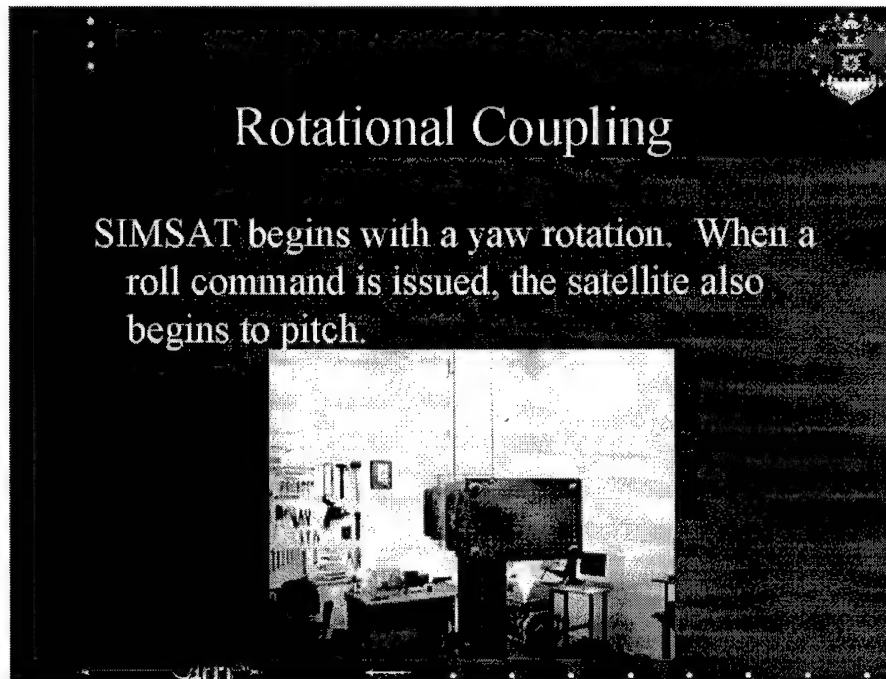 Rotational Coupling
SIMSAT begins with a yaw rotation. When a
roll command is issued, the satellite also
begins to pitch.